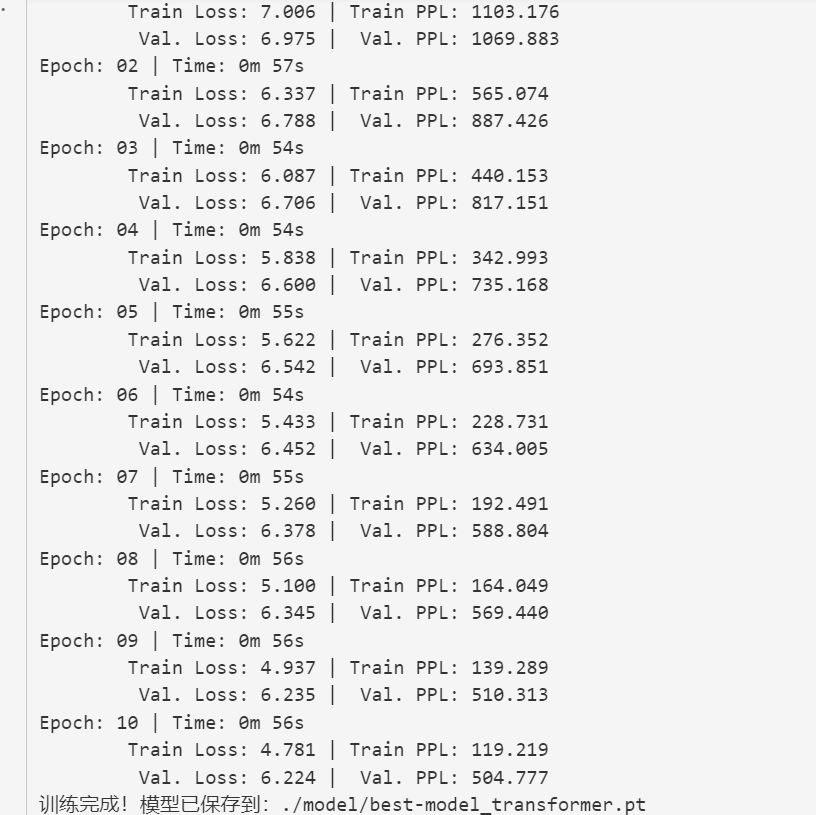 Train Loss: 7.006 | Train PPL: 1103.176
Val. Loss: 6.975 | Val. PPL: 1069.883
Epoch: 02 | Time: 0m 57s
Train Loss: 6.337 | Train PPL: 565.074
Val. Loss: 6.788 | Val. PPL: 887.426
Epoch: 03 | Time: 0m 54s
Train Loss: 6.087 | Train PPL: 440.153
Val. Loss: 6.706 | Val. PPL: 817.151
Epoch: 04 | Time: 0m 54s
Train Loss: 5.838 | Train PPL: 342.993
Val. Loss: 6.600 | Val. PPL: 735.168
Epoch: 05 | Time: 0m 55s
Train Loss: 5.622 | Train PPL: 276.352
Val. Loss: 6.542 | Val. PPL: 693.851
Epoch: 06 | Time: 0m 54s
Train Loss: 5.433 | Train PPL: 228.731
Val. Loss: 6.452 | Val. PPL: 634.005
Epoch: 07 | Time: 0m 55s
Train Loss: 5.260 | Train PPL: 192.491
Val. Loss: 6.378 | Val. PPL: 588.804
Epoch: 08 | Time: 0m 56s
Train Loss: 5.100 | Train PPL: 164.049
Val. Loss: 6.345 | Val. PPL: 569.440
Epoch: 09 | Time: 0m 56s
Train Loss: 4.937 | Train PPL: 139.289
Val. Loss: 6.235 | Val. PPL: 510.313
Epoch: 10 | Time: 0m 56s
Train Loss: 4.781 | Train PPL: 119.219
Val. Loss: 6.224 | Val. PPL: 504.777
训练完成！模型已保存到：./model/best-model_transformer.pt